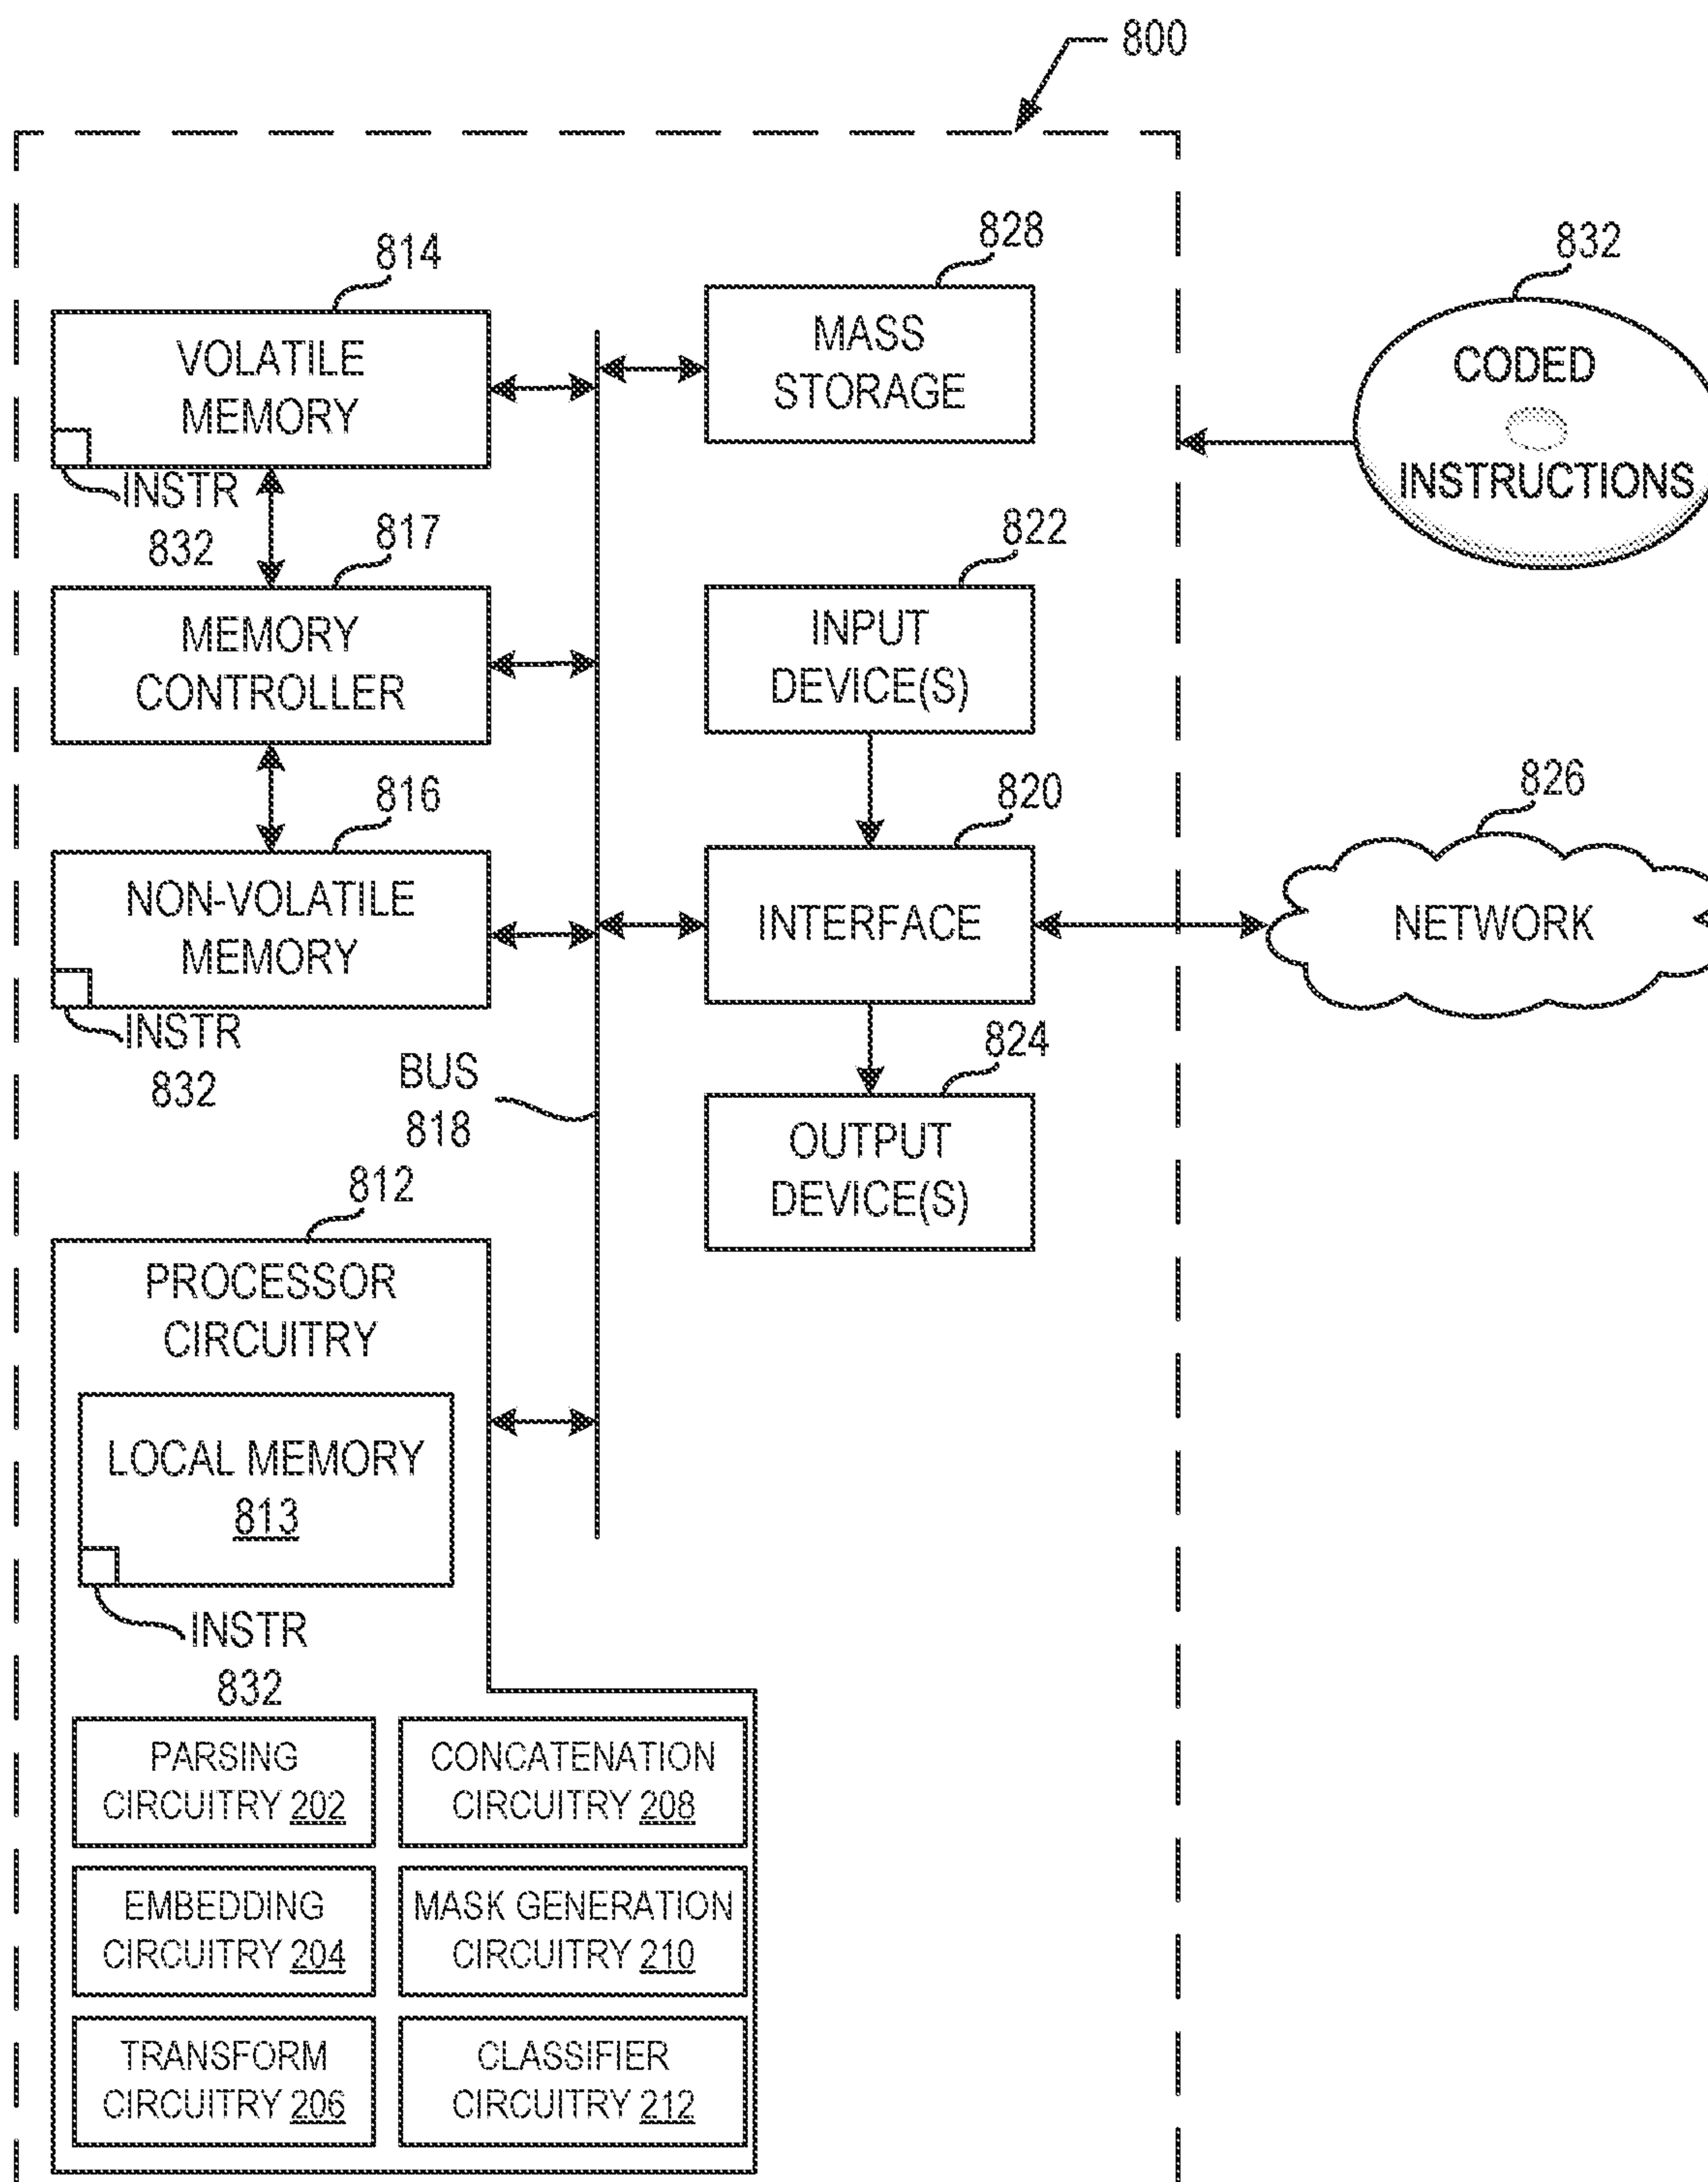 800
814
VOLATILE
MEMORY
INSTR
832
828
MASS
STORAGE
832
CODED
INSTRUCTIONS
817
MEMORY
CONTROLLER
822
INPUT
DEVICE(S)
816
NON-VOLATILE
MEMORY
INSTR
832
820
INTERFACE
826
NETWORK
BUS
818
824
OUTPUT
DEVICE(S)
812
PROCESSOR
CIRCUITRY
LOCAL MEMORY
813
INSTR
832
PARSING
CIRCUITRY 202
CONCATENATION
CIRCUITRY 208
EMBEDDING
CIRCUITRY 204
MASK GENERATION
CIRCUITRY 210
TRANSFORM
CIRCUITRY 206
CLASSIFIER
CIRCUITRY 212